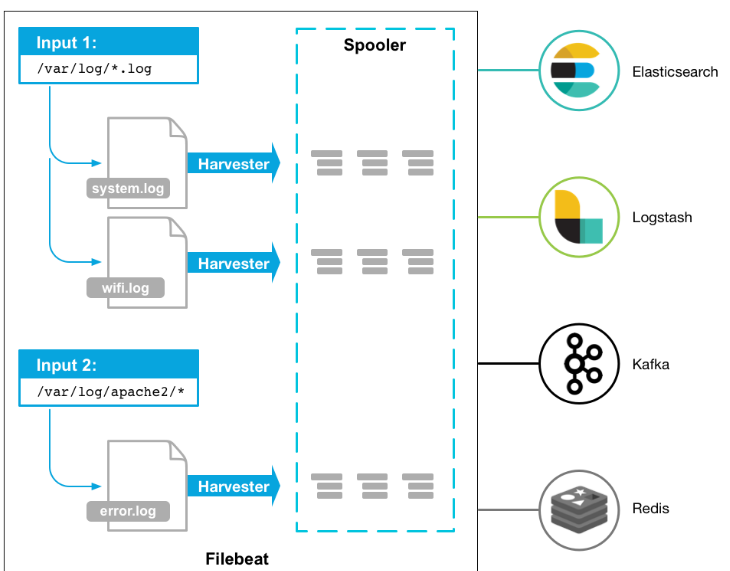 Input 1:
/var/log/*.log
system.log
Harvester
wifi.log
Harvester
Input 2:
/var/log/apache2/*
error.log
Harvester
Spooler
Filebeat
Elasticsearch
Logstash
Kafka
Redis